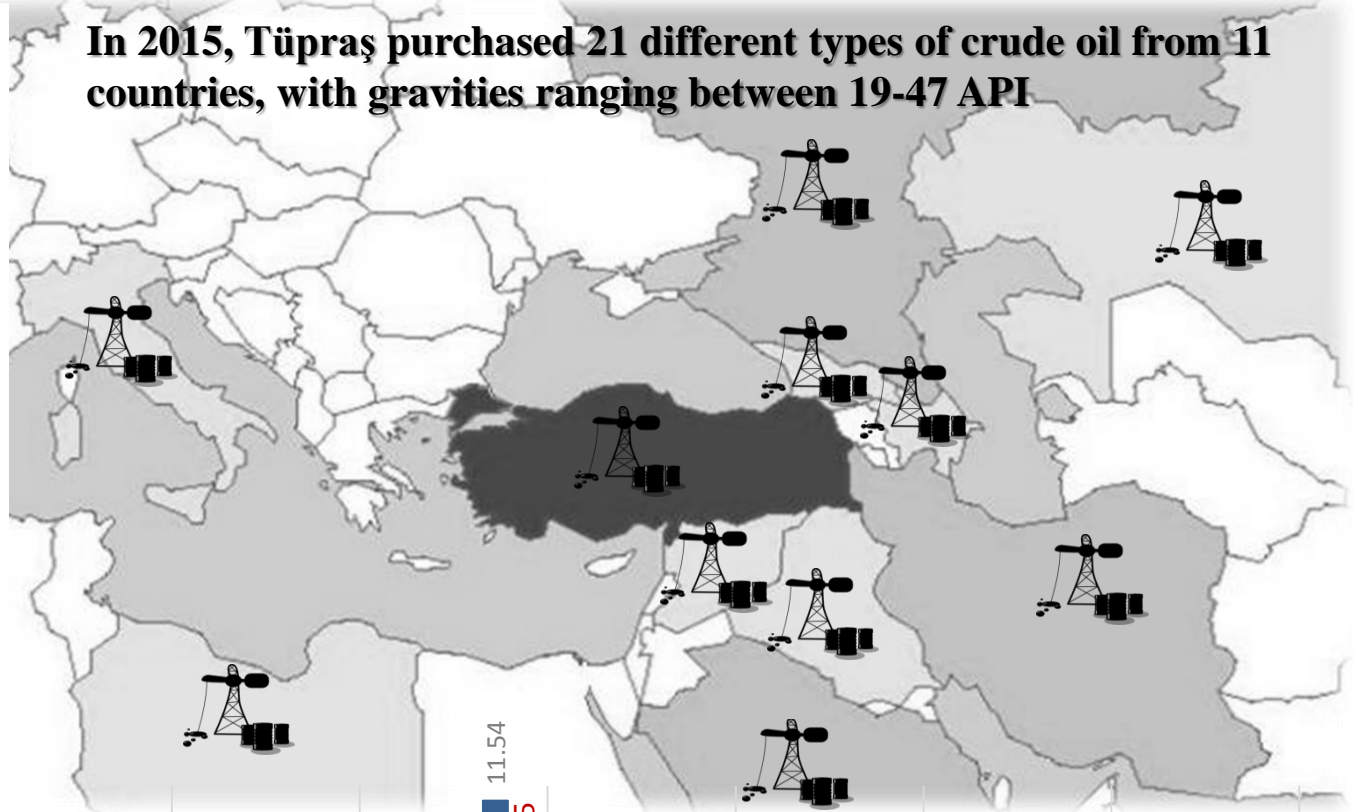 In 2015, Tüpraş purchased 21 different types of crude oil from 11
countries, with gravities ranging between 19-47 API
11.54